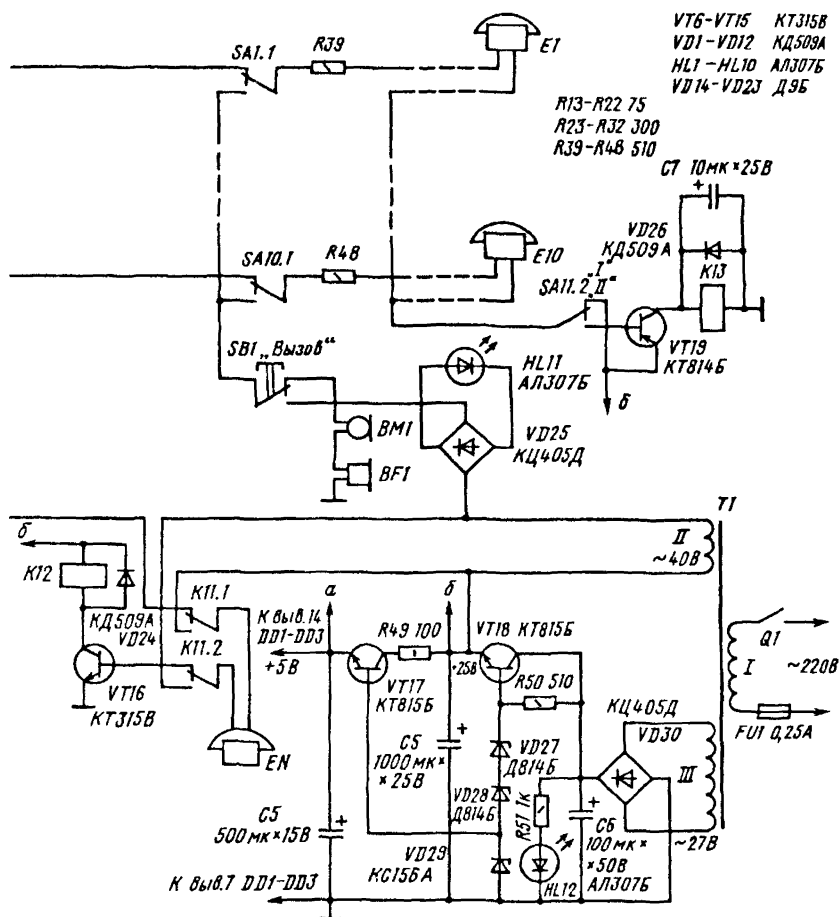 VT6-VT15 КТ315В
VD1-VD12 КД509А
HL1-HL10 АЛ307Б
VD14-VD23 Д9Б
R13-R22 75
R23-R32 300
R39-R48 510
SA1.1
R39
E1
C7 10мк×25В
+
VD26
КД509А
K13
SA10.1
R48
E10
SA11.2
„I“
„II“
VT19
КТ814Б
б
SB1 „Вызов“
HL11
АЛ307Б
BM1
BF1
VD25
КЦ405Д
T1
II
~40В
б
K12
КД509А
VD24
K11.1
K11.2
VT16
КТ315В
EN
а
К выв.14
DD1-DD3
+5В
R49 100
б
+25В
VT17
КТ815Б
VT18 КТ815Б
R50 510
C5
1000мк×
×25В
+
VD27
Д814Б
VD28
Д814Б
VD29
КС156А
R51 1к
HL12
АЛ307Б
C6
100мк×
×50В
+
КЦ405Д
VD30
III
~27В
I
Q1
~220В
FU1 0,25А
C5
500мк×15В
+
К выв.7 DD1-DD3